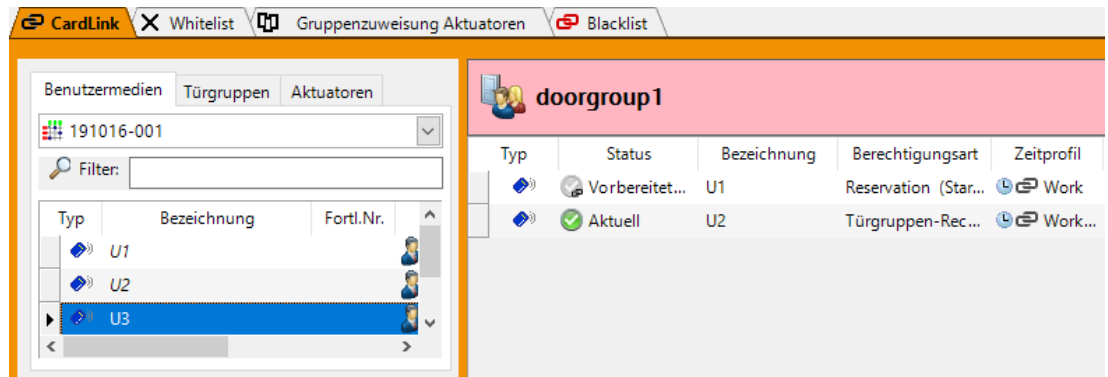 CardLink Whitelist Gruppenzuweisung Aktuatoren Blacklist
Benutzermedien Türgruppen Aktuatoren
191016-001
Filter:
Typ Bezeichnung Fortl.Nr.
U1
U2
U3
doorgroup1
Typ Status Bezeichnung Berechtigungsart Zeitprofil
Vorbereitet... U1 Reservation (Star... Work
Aktuell U2 Türgruppen-Rec... Work...